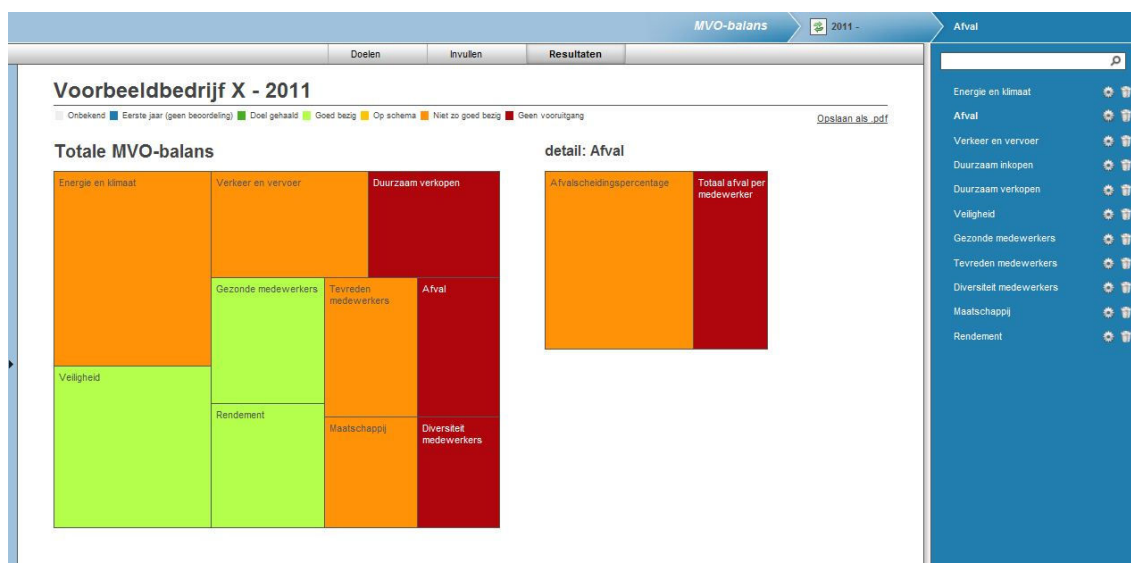 MVO-balans
2011 -
Afval
Doelen
Invullen
Resultaten
Voorbeeldbedrijf X - 2011
Onbekend Eerste jaar (geen beoordeling) Doel gehaald Goed bezig Op schema Niet zo goed bezig Geen vooruitgang
Opslaan als .pdf
Totale MVO-balans
Energie en klimaat
Verkeer en vervoer
Duurzaam verkopen
Gezonde medewerkers
Tevreden
medewerkers
Afval
Veiligheid
Rendement
Maatschappij
Diversiteit
medewerkers
detail: Afval
Afvalscheidingspercentage
Totaal afval per
medewerker
Energie en klimaat
Afval
Verkeer en vervoer
Duurzaam inkopen
Duurzaam verkopen
Veiligheid
Gezonde medewerkers
Tevreden medewerkers
Diversiteit medewerkers
Maatschappij
Rendement